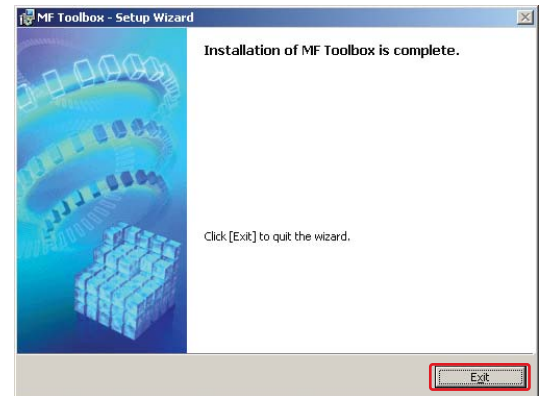 MF Toolbox - Setup Wizard
Installation of MF Toolbox is complete.
Click [Exit] to quit the wizard.
Exit